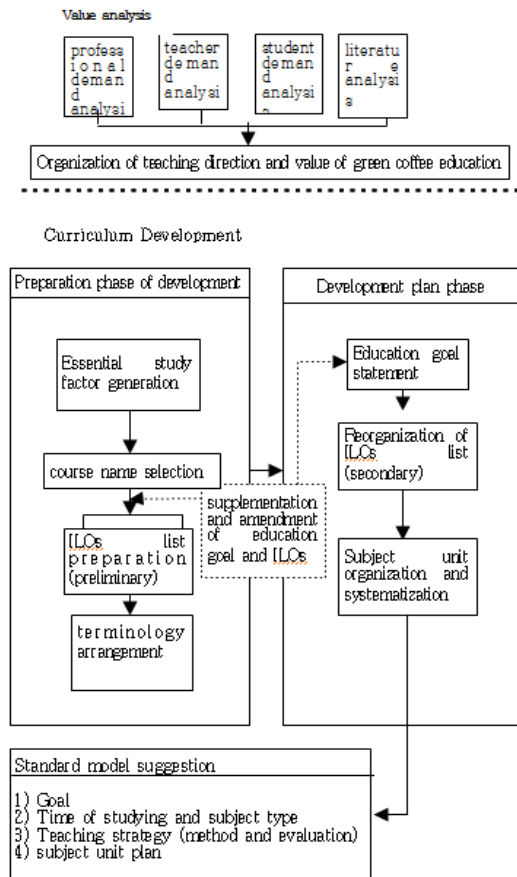 Value analysis
profess
ional
deman
d
analysi
teacher
deman
d
analysi
student
deman
d
analysi
literatu
r e
analysi
s
Organization of teaching direction and value of green coffee education
Curriculum Development
Preparation phase of development
Essential study
factor generation
course name selection
ILOs list
preparation
(preliminary)
terminology
arrangement
supplementation
and amendment
of education
goal and ILOs
Development plan phase
Education goal
statement
Reorganization of
ILOs list
(secondary)
Subject unit
organization and
systematization
Standard model suggestion
1) Goal
2) Time of studying and subject type
3) Teaching strategy (method and evaluation)
4) subject unit plan